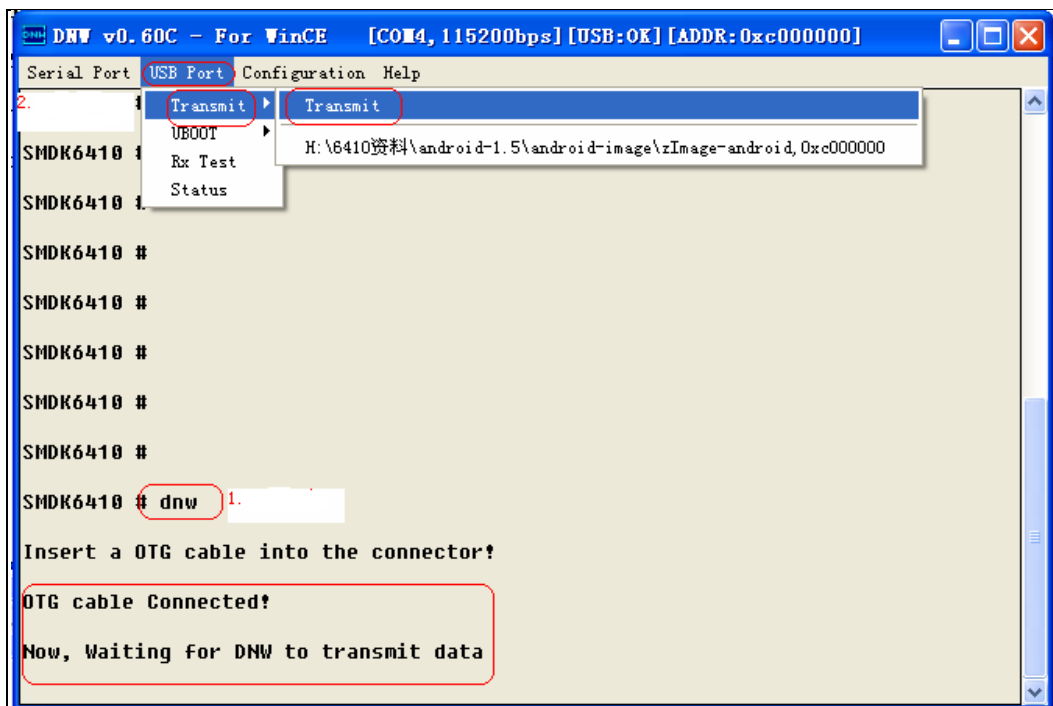 DNW v0.60C - For WinCE [COM4,115200bps][USB:OK][ADDR:0xc000000]
Serial Port USB Port Configuration Help
2.
Transmit Transmit
UBOOT H:\6410资料\android-1.5\android-image\zImage-android,0xc000000
SMDK6410 #
Rx Test
Status
SMDK6410 #
SMDK6410 #
SMDK6410 #
SMDK6410 #
SMDK6410 #
SMDK6410 #
SMDK6410 # dnw 1.
Insert a OTG cable into the connector!
OTG cable Connected!
Now, Waiting for DNW to transmit data